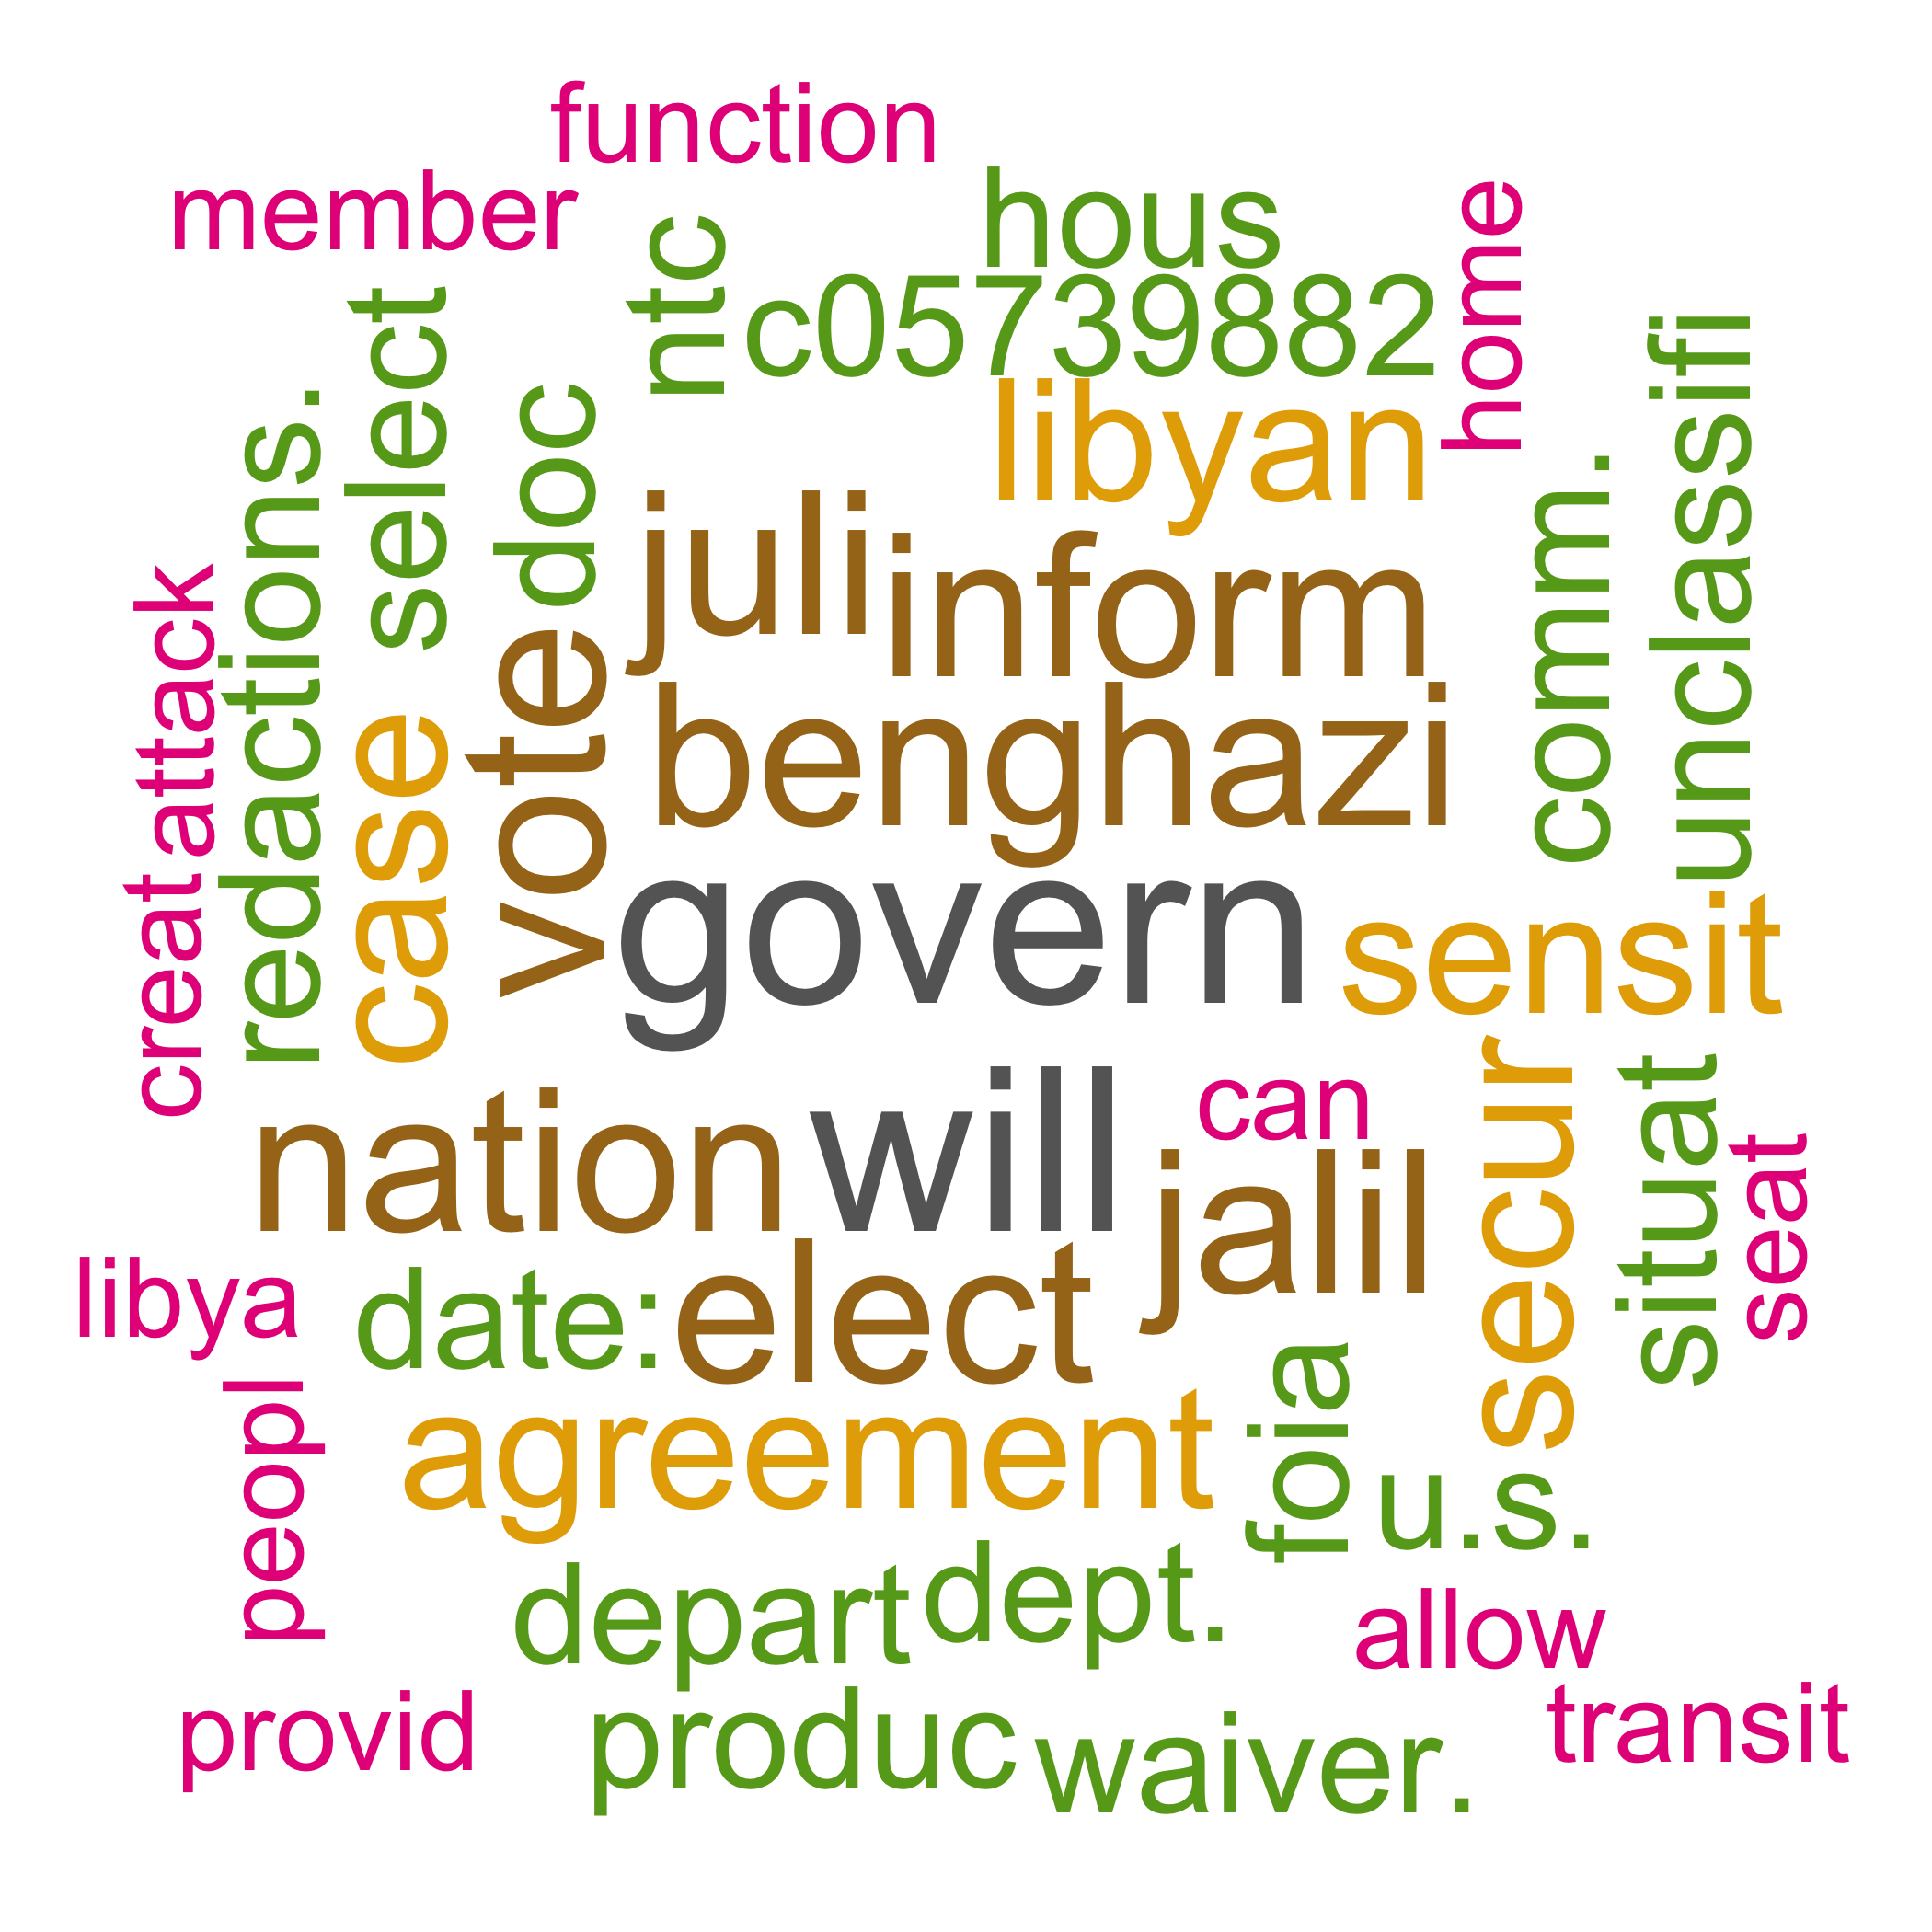 function
member
hous
ntc
home
c05739882
select
unclassifi
libyan
doc
redactions.
comm.
juli
inform
attack
vote
benghazi
case
govern
sensit
creat
nation
will
can
secur
situat
jalil
seat
libya
date:
elect
foia
peopl
agreement
u.s.
depart
dept.
allow
provid
produc
waiver.
transit